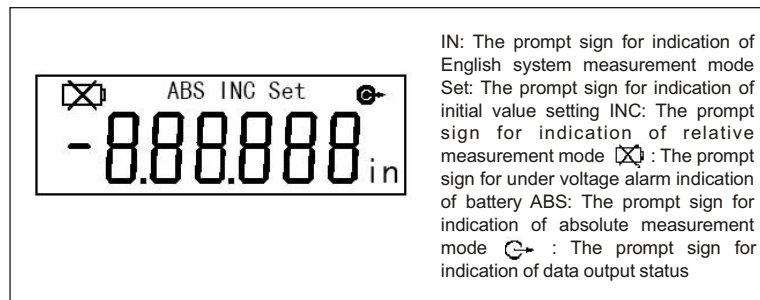 ABS INC Set
-8.88.888in
IN: The prompt sign for indication of
English system measurement mode
Set: The prompt sign for indication of
initial value setting INC: The prompt
sign for indication of relative
measurement mode : The prompt
sign for under voltage alarm indication
of battery ABS: The prompt sign for
indication of absolute measurement
mode : The prompt sign for
indication of data output status